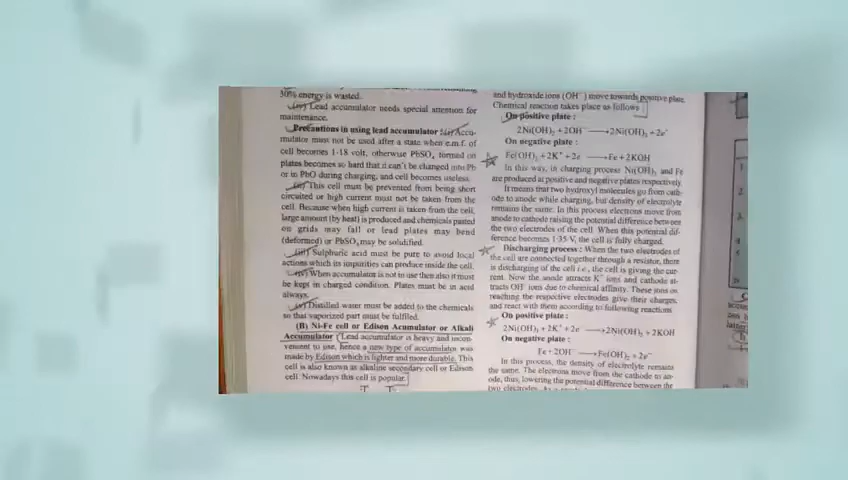 30% energy is wasted.
(iv) Lead accumulator needs special attention for
maintenance.
Precautions in using lead accumulator : (i) Accu-
mulator must not be used after a state when e.m.f. of
cell becomes 1·18 volt, otherwise PbSO₄ formed on
plates becomes so hard that it can't be changed into Pb
or in PbO during charging, and cell becomes useless.
(ii) This cell must be prevented from being short
circuited or high current must not be taken from the
cell. Because when high current is taken from the cell,
large amount (by heat) is produced and chemicals pasted
on grids may fall or lead plates may bend
(deformed) or PbSO₄ may be solidified.
(iii) Sulphuric acid must be pure to avoid local
actions which its impurities can produce inside the cell.
(iv) When accumulator is not in use then also it must
be kept in charged condition. Plates must be in acid
always.
(v) Distilled water must be added to the chemicals
so that vaporized part must be fulfiled.
(B) Ni-Fe cell or Edison Acumulator or Alkali
Accumulator : Lead accumulator is heavy and incon-
venient to use, hence a new type of accumulator was
made by Edison which is lighter and more durable. This
cell is also known as alkaline secondary cell or Edison
cell. Nowadays this cell is popular.
and hydroxide ions (OH⁻) move towards positive plate.
Chemical reaction takes place as follows
On positive plate :
2Ni(OH)₂ + 2OH⁻ ⟶ 2Ni(OH)₃ + 2e⁻
On negative plate :
Fe(OH)₂ + 2K⁺ + 2e ⟶ Fe + 2KOH
In this way, in charging process Ni(OH)₃ and Fe
are produced at positive and negative plates respectively.
It means that two hydroxyl molecules go from cath-
ode to anode while charging, but density of electrolyte
remains the same. In this process electrons move from
anode to cathode raising the potential difference between
the two electrodes of the cell. When this potential dif-
ference becomes 1·35 V, the cell is fully charged.
Discharging process : When the two electrodes of
the cell are connected together through a resistor, there
is discharging of the cell i.e., the cell is giving the cur-
rent. Now the anode attracts K⁺ ions and cathode at-
tracts OH⁻ ions due to chemical affinity. These ions on
reaching the respective electrodes give their charges,
and react with them according to following reactions
On positive plate :
2Ni(OH)₃ + 2K⁺ + 2e ⟶ 2Ni(OH)₂ + 2KOH
On negative plate :
Fe + 2OH⁻ ⟶ Fe(OH)₂ + 2e⁻
In this process, the density of electrolyte remains
the same. The electrons move from the cathode to an-
ode, thus, lowering the potential difference between the